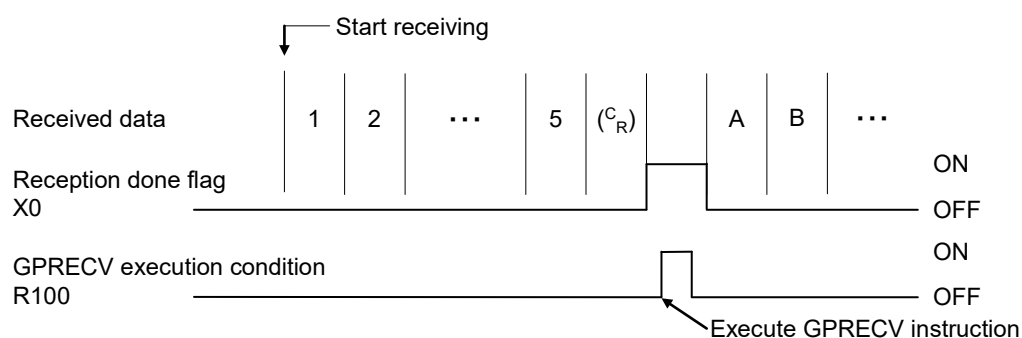 Start receiving
Received data 1 2 ··· 5 (CR) A B ···
ON
Reception done flag
X0 OFF
ON
GPRECV execution condition
R100 OFF
Execute GPRECV instruction